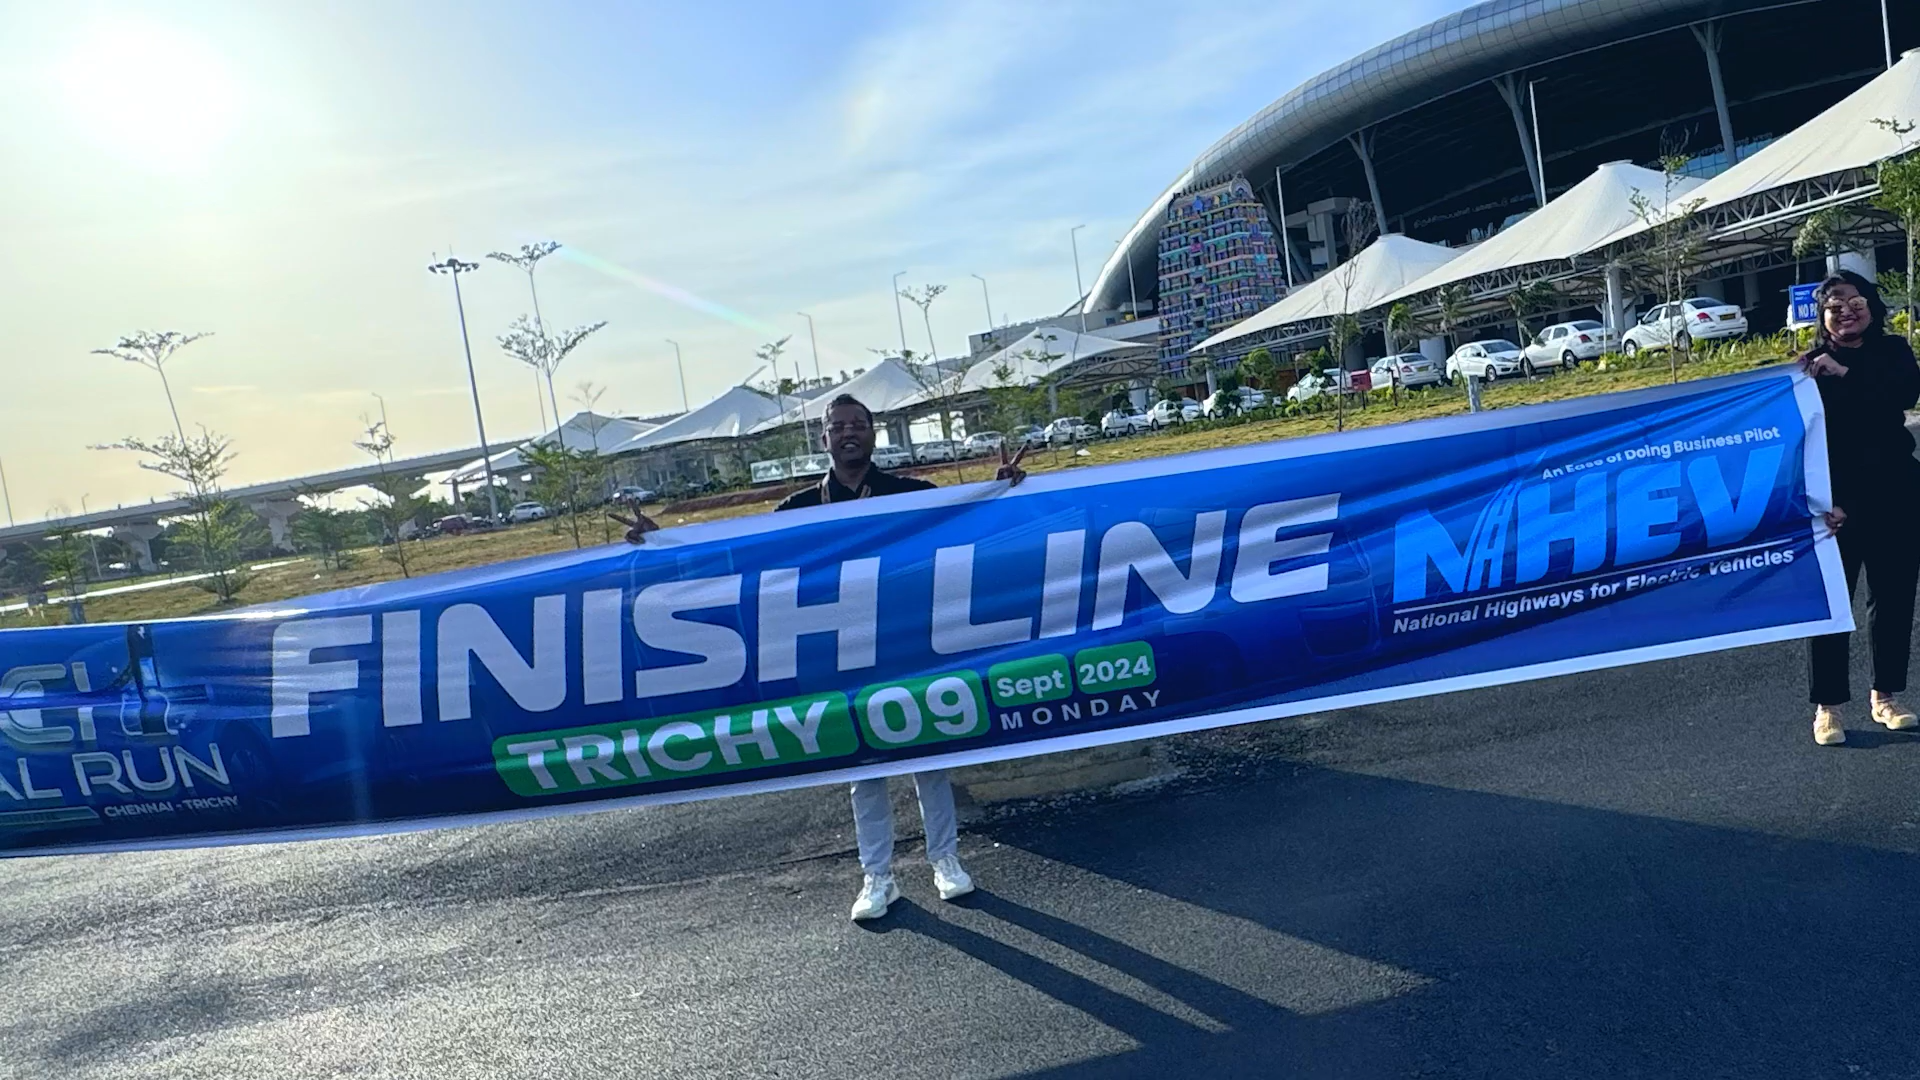 AL RUN
CHENNAI - TRICHY
FINISH LINE
TRICHY 09 Sept 2024
MONDAY
An Ease of Doing Business Pilot
NHEV
National Highways for Electric Vehicles
NO